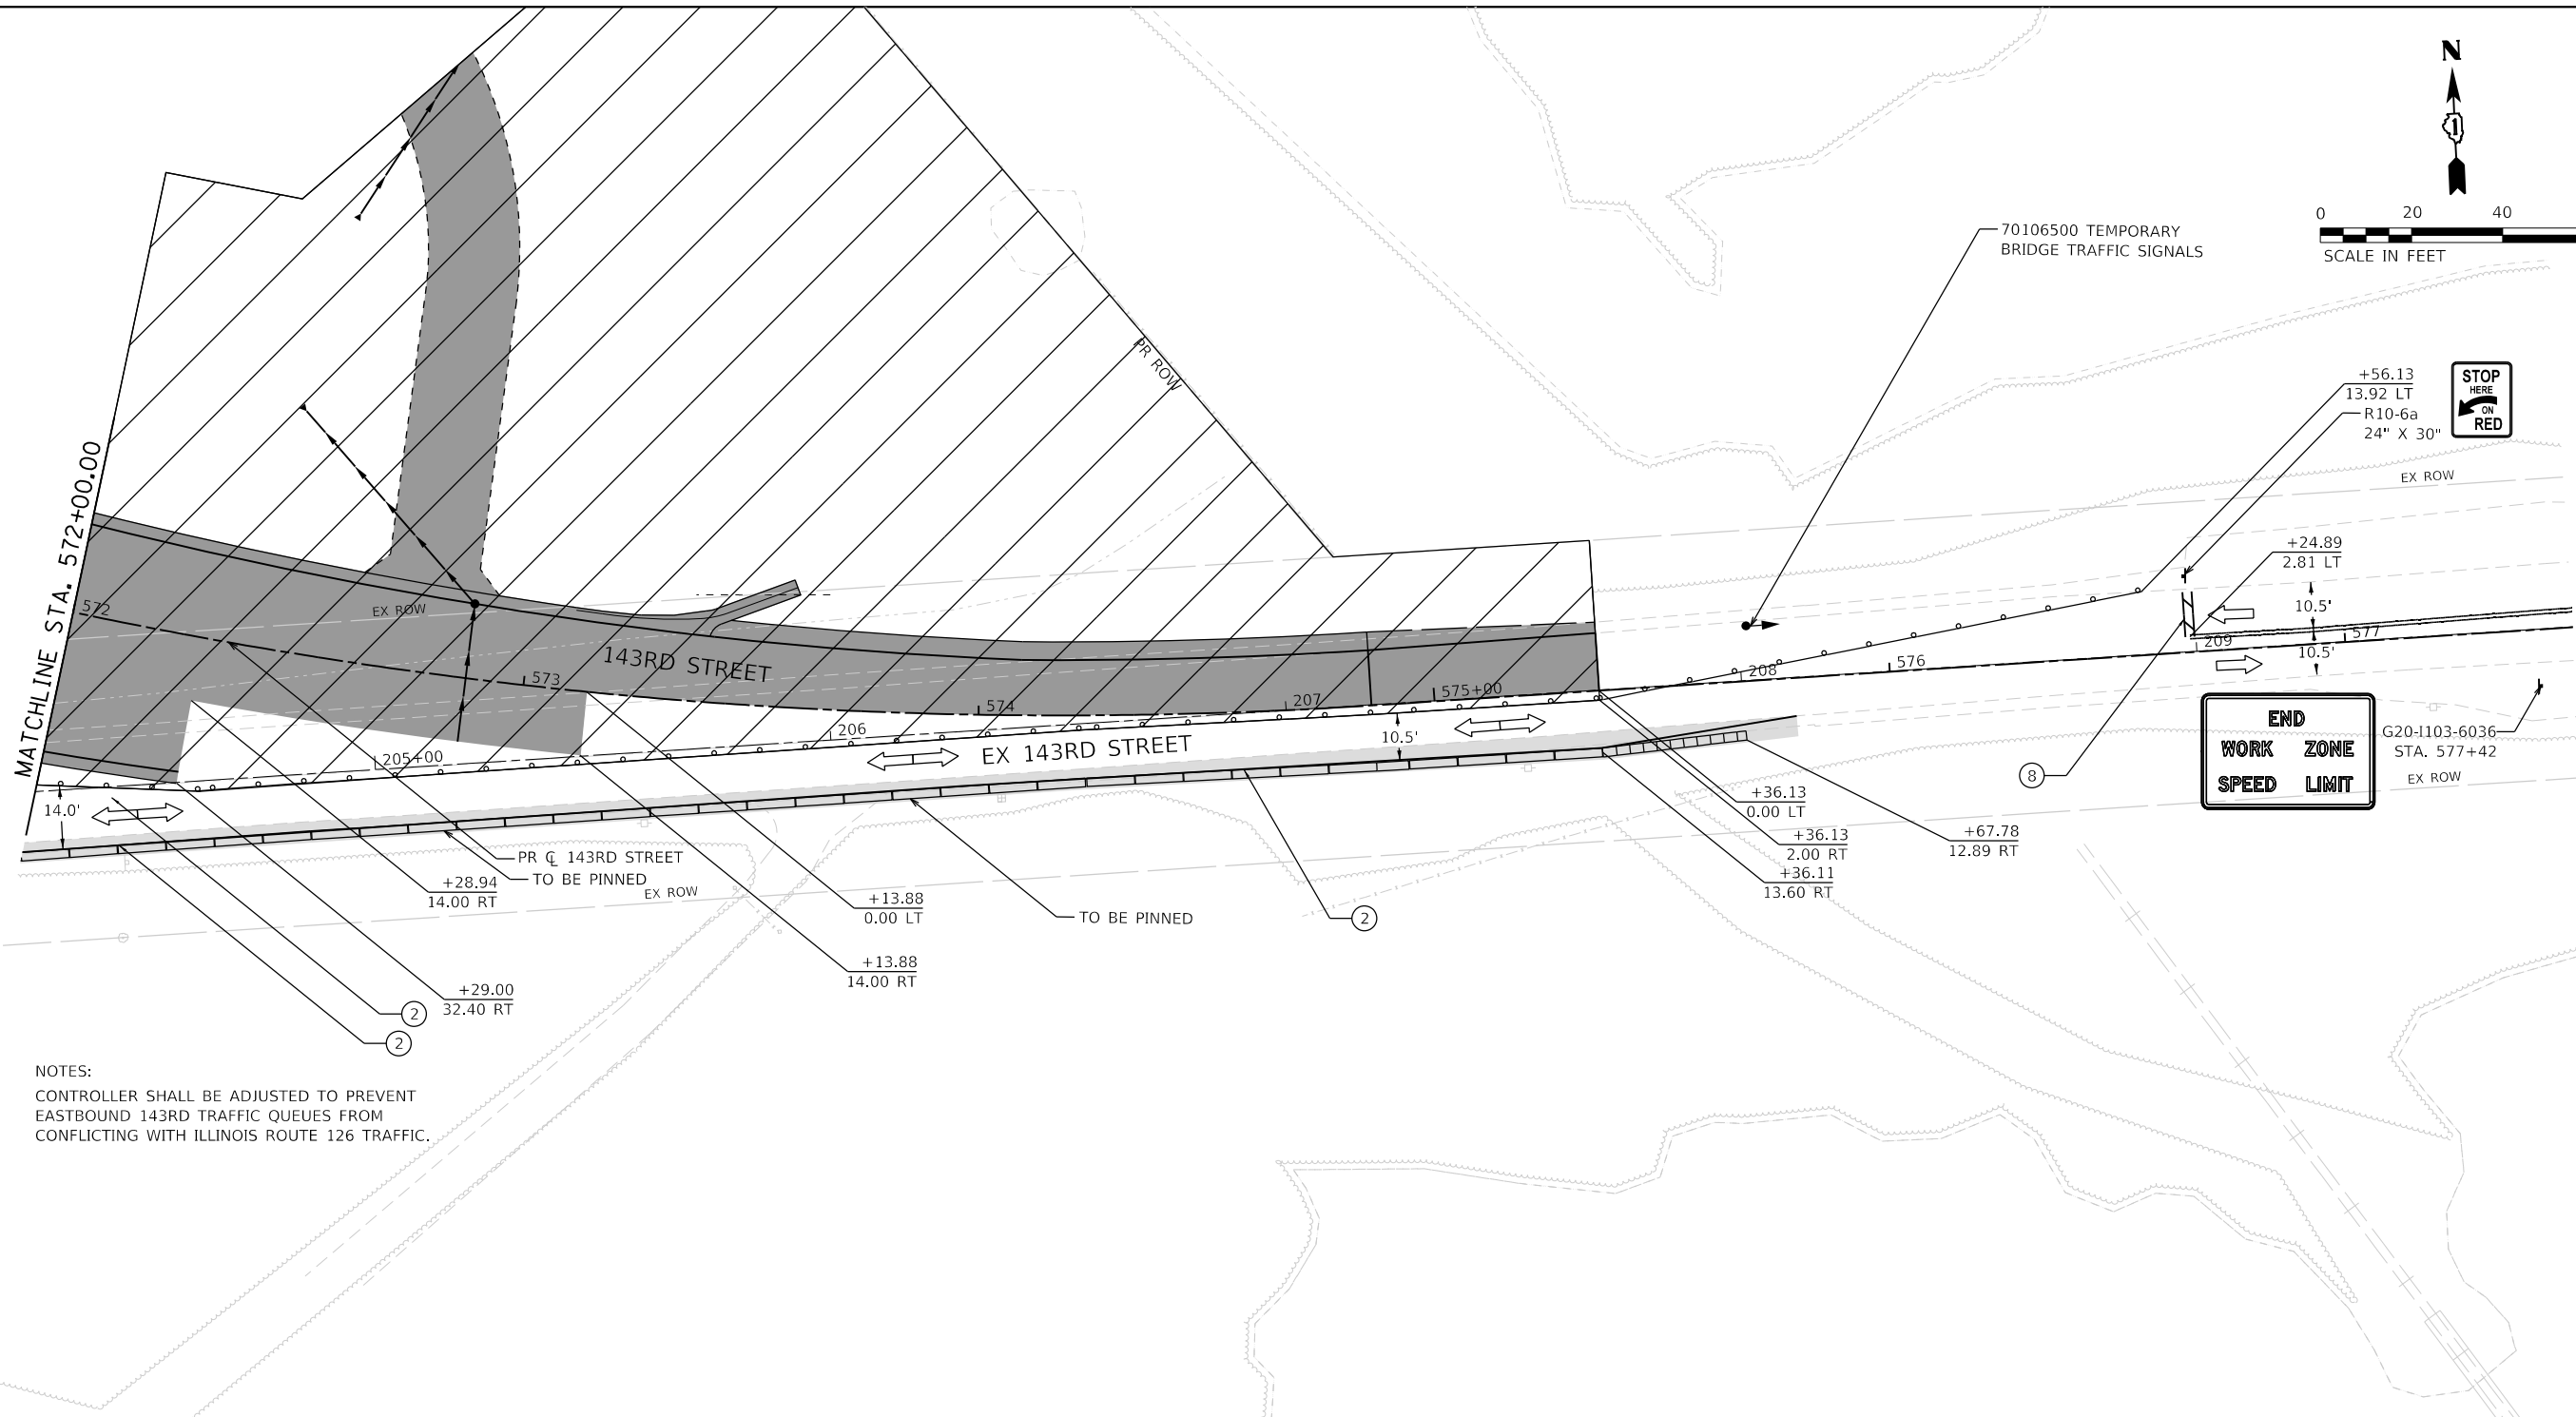 N
1
0 20 40
SCALE IN FEET
70106500 TEMPORARY
BRIDGE TRAFFIC SIGNALS
PR ROW
+56.13
13.92 LT
R10-6a
24" X 30"
STOP
HERE
ON
RED
EX ROW
+24.89
2.81 LT
10.5'
10.5'
577
209
576
208
END
WORK ZONE
SPEED LIMIT
G20-I103-6036
STA. 577+42
EX ROW
8
MATCHLINE STA. 572+00.00
572
EX ROW
143RD STREET
573
574
207
575+00
206
205+00
EX 143RD STREET
10.5'
14.0'
+36.13
0.00 LT
+36.13
2.00 RT
+36.11
13.60 RT
+67.78
12.89 RT
PR ℄ 143RD STREET
TO BE PINNED
+28.94
14.00 RT
EX ROW
+13.88
0.00 LT
TO BE PINNED
2
+13.88
14.00 RT
+29.00
32.40 RT
2
2
NOTES:
CONTROLLER SHALL BE ADJUSTED TO PREVENT
EASTBOUND 143RD TRAFFIC QUEUES FROM
CONFLICTING WITH ILLINOIS ROUTE 126 TRAFFIC.